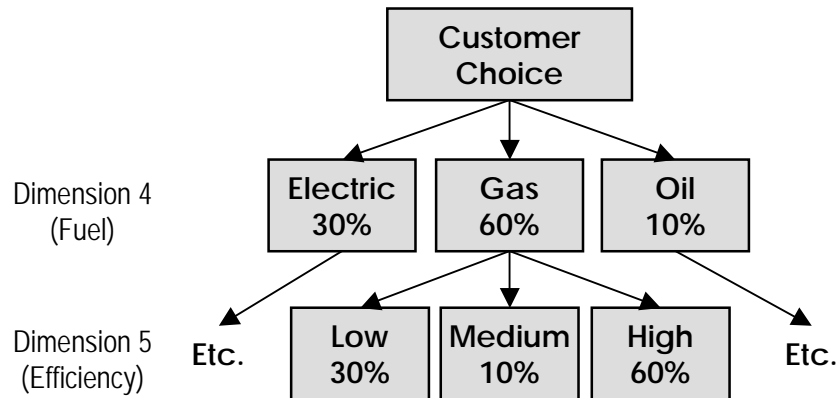 Customer
Choice
Dimension 4
(Fuel)
Electric
30%
Gas
60%
Oil
10%
Dimension 5
(Efficiency)
Etc.
Low
30%
Medium
10%
High
60%
Etc.